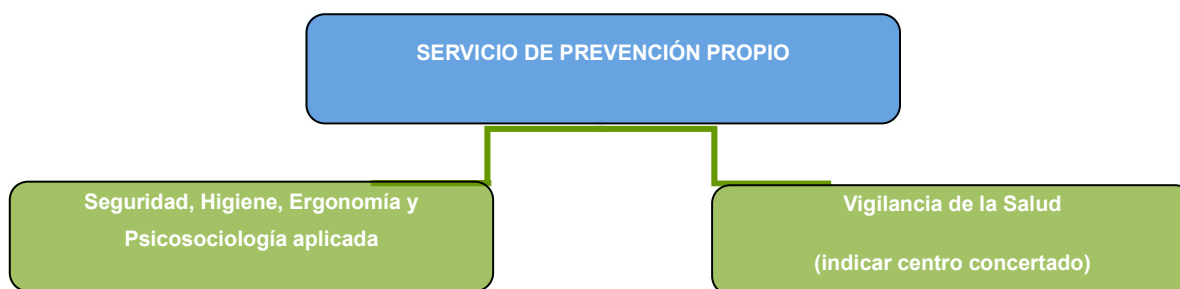 SERVICIO DE PREVENCIÓN PROPIO
Seguridad, Higiene, Ergonomía y
Psicosociología aplicada
Vigilancia de la Salud
(indicar centro concertado)